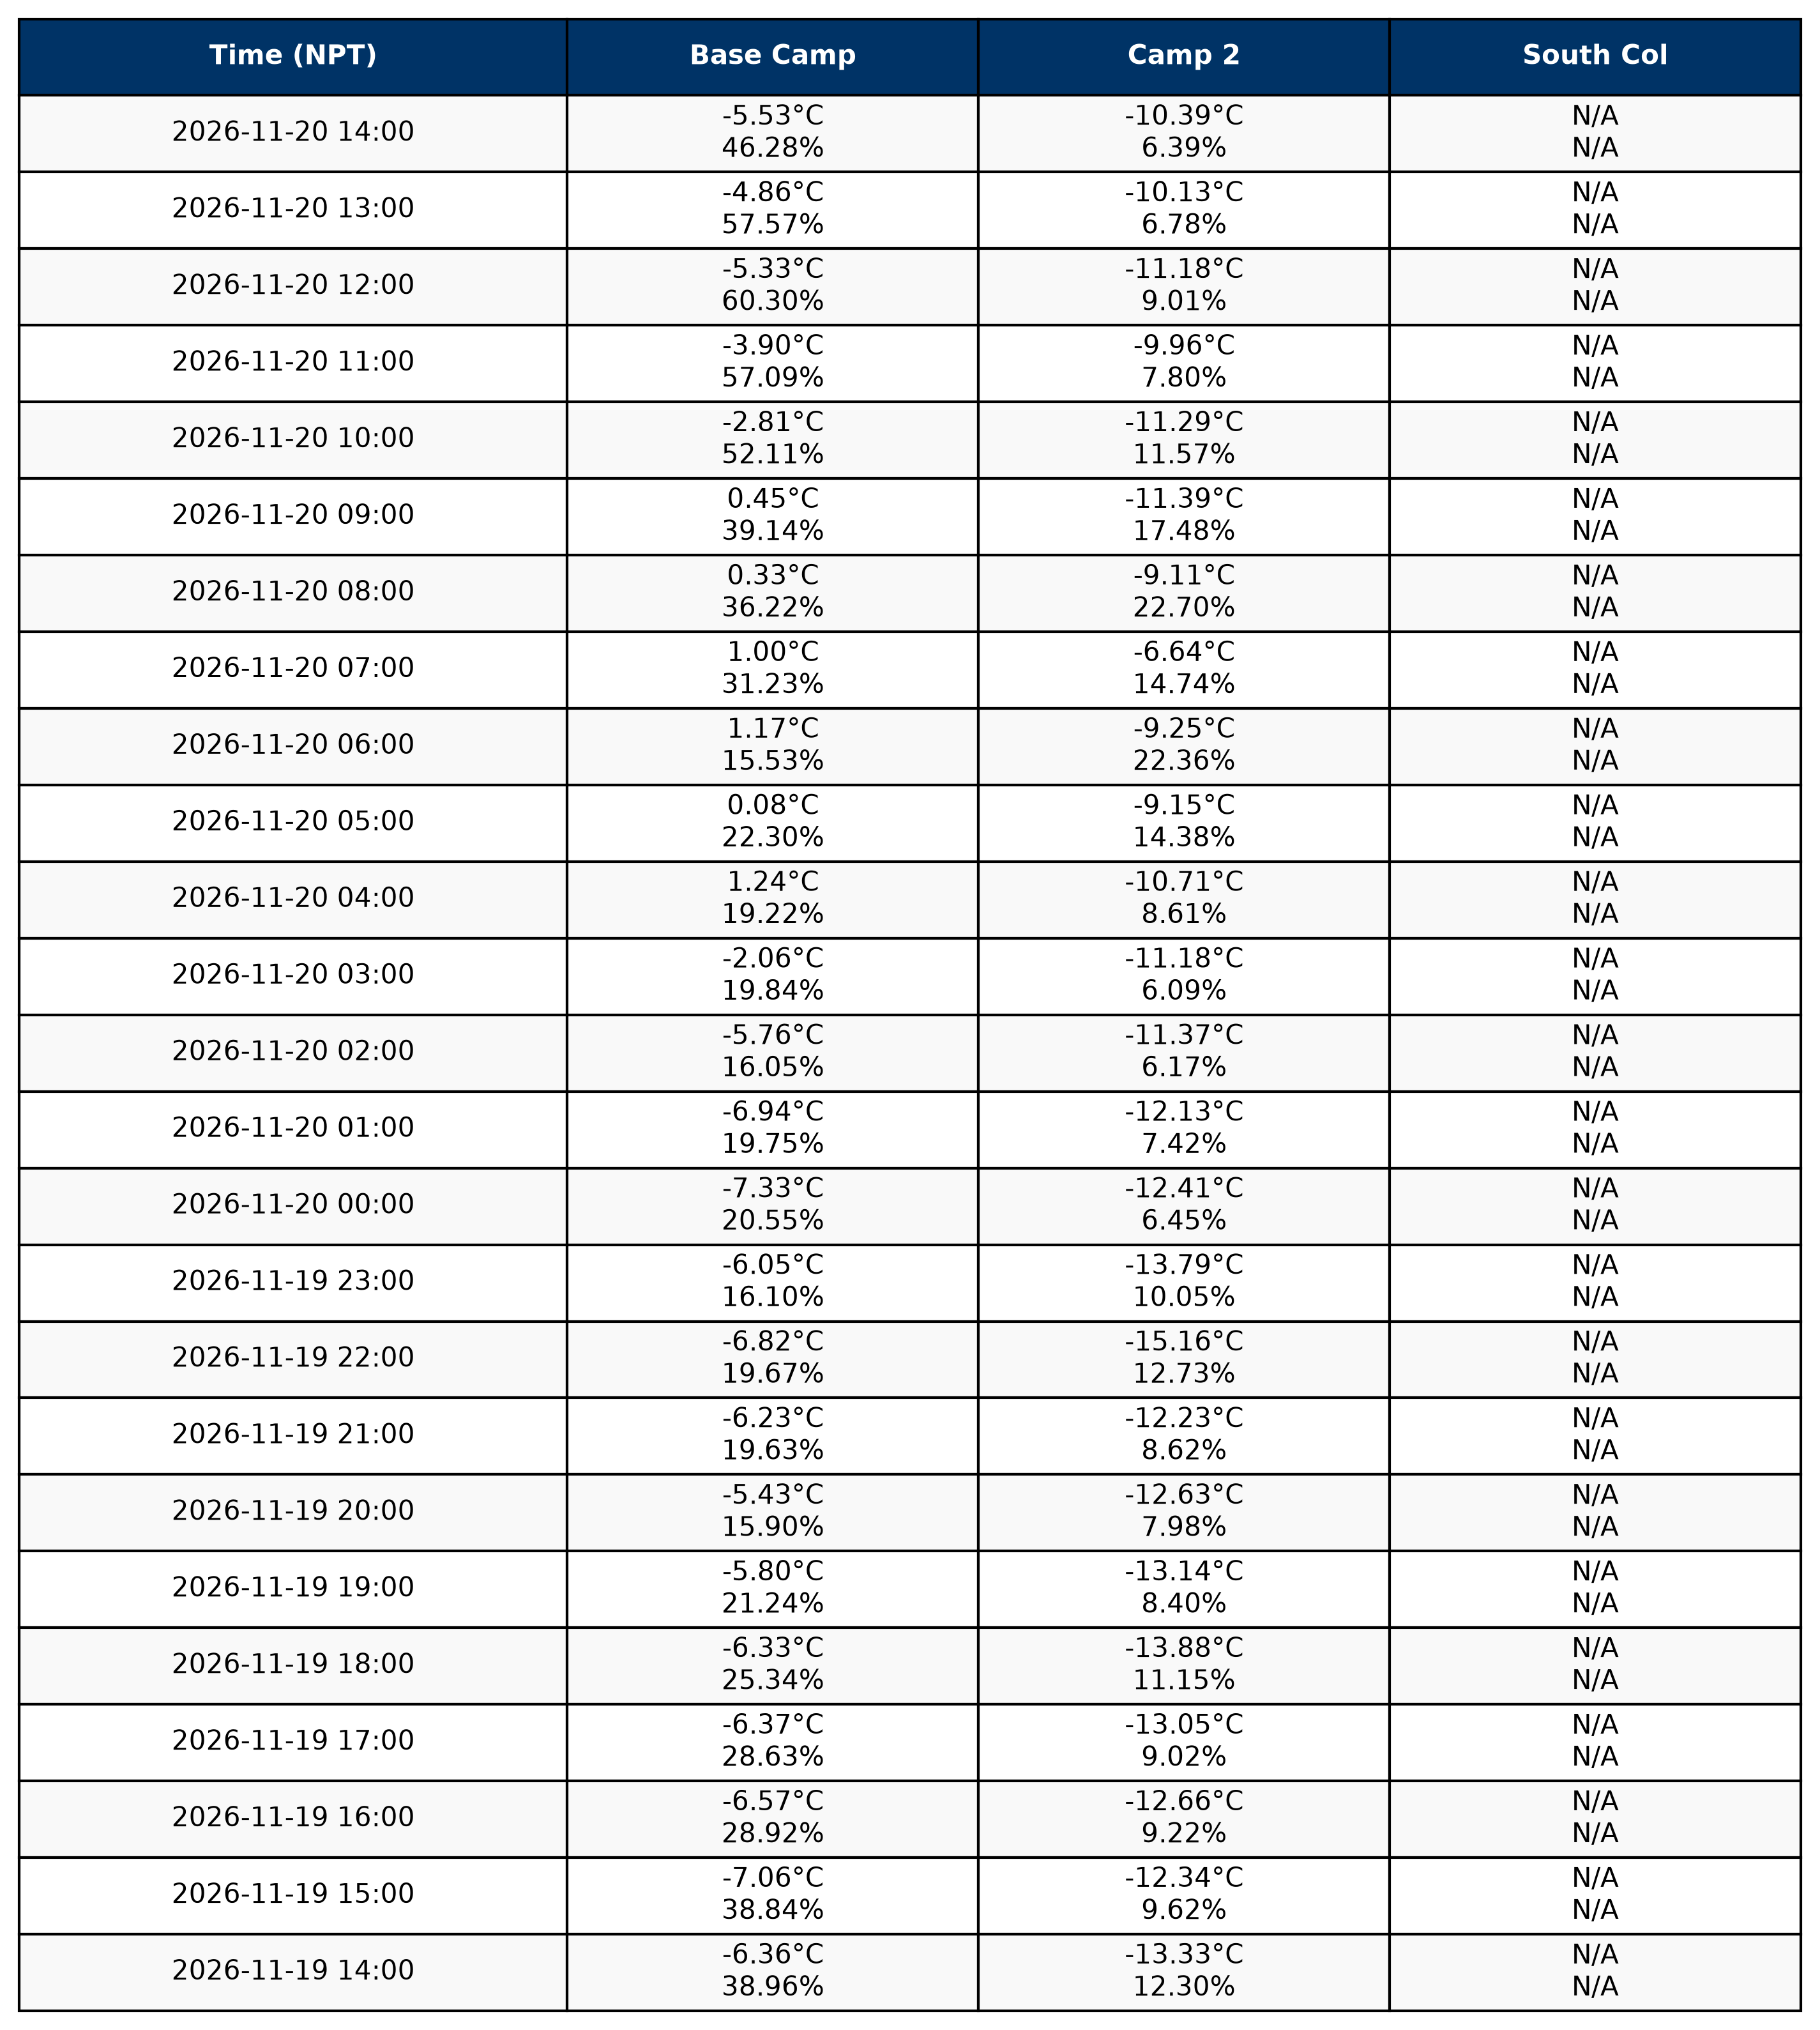 Time (NPT) Base Camp Camp 2 South Col
2026-11-20 14:00 -5.53°C 46.28% -10.39°C 6.39% N/A N/A
2026-11-20 13:00 -4.86°C 57.57% -10.13°C 6.78% N/A N/A
2026-11-20 12:00 -5.33°C 60.30% -11.18°C 9.01% N/A N/A
2026-11-20 11:00 -3.90°C 57.09% -9.96°C 7.80% N/A N/A
2026-11-20 10:00 -2.81°C 52.11% -11.29°C 11.57% N/A N/A
2026-11-20 09:00 0.45°C 39.14% -11.39°C 17.48% N/A N/A
2026-11-20 08:00 0.33°C 36.22% -9.11°C 22.70% N/A N/A
2026-11-20 07:00 1.00°C 31.23% -6.64°C 14.74% N/A N/A
2026-11-20 06:00 1.17°C 15.53% -9.25°C 22.36% N/A N/A
2026-11-20 05:00 0.08°C 22.30% -9.15°C 14.38% N/A N/A
2026-11-20 04:00 1.24°C 19.22% -10.71°C 8.61% N/A N/A
2026-11-20 03:00 -2.06°C 19.84% -11.18°C 6.09% N/A N/A
2026-11-20 02:00 -5.76°C 16.05% -11.37°C 6.17% N/A N/A
2026-11-20 01:00 -6.94°C 19.75% -12.13°C 7.42% N/A N/A
2026-11-20 00:00 -7.33°C 20.55% -12.41°C 6.45% N/A N/A
2026-11-19 23:00 -6.05°C 16.10% -13.79°C 10.05% N/A N/A
2026-11-19 22:00 -6.82°C 19.67% -15.16°C 12.73% N/A N/A
2026-11-19 21:00 -6.23°C 19.63% -12.23°C 8.62% N/A N/A
2026-11-19 20:00 -5.43°C 15.90% -12.63°C 7.98% N/A N/A
2026-11-19 19:00 -5.80°C 21.24% -13.14°C 8.40% N/A N/A
2026-11-19 18:00 -6.33°C 25.34% -13.88°C 11.15% N/A N/A
2026-11-19 17:00 -6.37°C 28.63% -13.05°C 9.02% N/A N/A
2026-11-19 16:00 -6.57°C 28.92% -12.66°C 9.22% N/A N/A
2026-11-19 15:00 -7.06°C 38.84% -12.34°C 9.62% N/A N/A
2026-11-19 14:00 -6.36°C 38.96% -13.33°C 12.30% N/A N/A